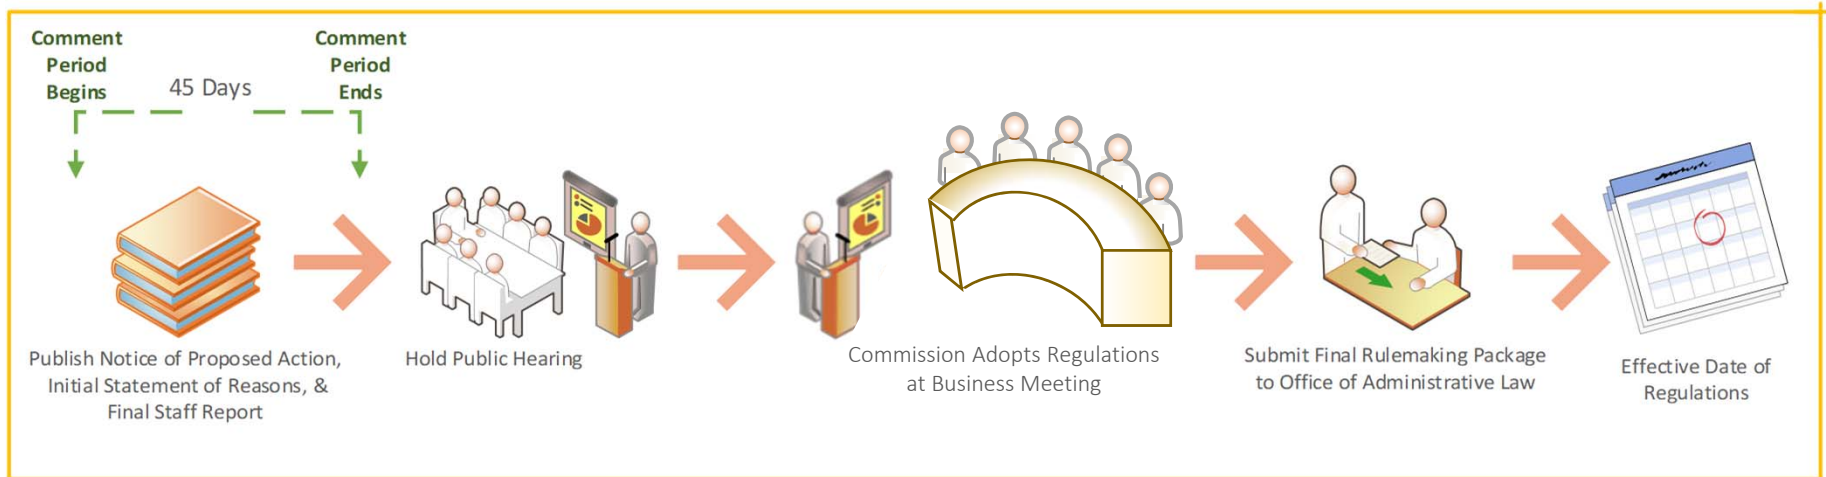 Comment
Period
Begins
45 Days
Comment
Period
Ends
Publish Notice of Proposed Action,
Initial Statement of Reasons, &
Final Staff Report
Hold Public Hearing
Commission Adopts Regulations
at Business Meeting
Submit Final Rulemaking Package
to Office of Administrative Law
Effective Date of
Regulations